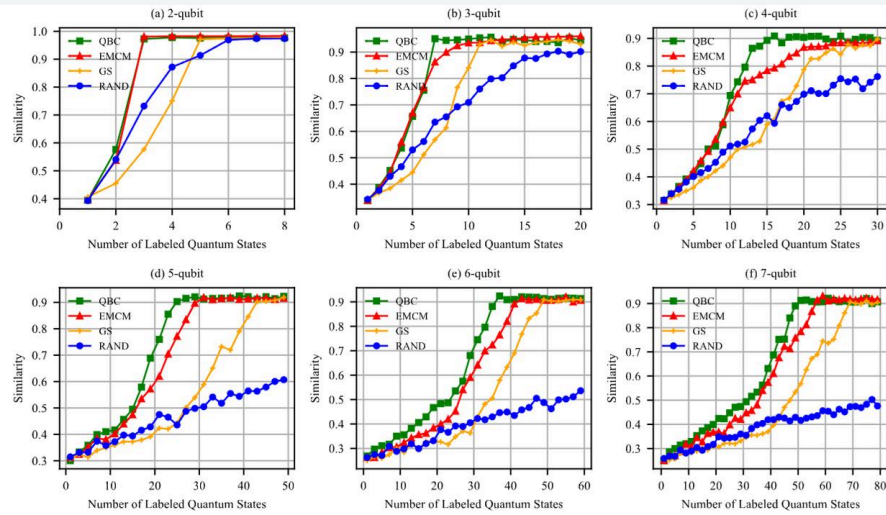 (a) 2-qubit
Similarity
1.0
0.9
0.8
0.7
0.6
0.5
0.4
QBC
EMCM
GS
RAND
0 2 4 6 8
Number of Labeled Quantum States
(b) 3-qubit
Similarity
0.9
0.8
0.7
0.6
0.5
0.4
QBC
EMCM
GS
RAND
0 5 10 15 20
Number of Labeled Quantum States
(c) 4-qubit
Similarity
0.9
0.8
0.7
0.6
0.5
0.4
0.3
QBC
EMCM
GS
RAND
0 5 10 15 20 25 30
Number of Labeled Quantum States
(d) 5-qubit
Similarity
0.9
0.8
0.7
0.6
0.5
0.4
0.3
QBC
EMCM
GS
RAND
0 10 20 30 40 50
Number of Labeled Quantum States
(e) 6-qubit
Similarity
0.9
0.8
0.7
0.6
0.5
0.4
0.3
QBC
EMCM
GS
RAND
0 10 20 30 40 50 60
Number of Labeled Quantum States
(f) 7-qubit
Similarity
0.9
0.8
0.7
0.6
0.5
0.4
0.3
QBC
EMCM
GS
RAND
0 10 20 30 40 50 60 70 80
Number of Labeled Quantum States